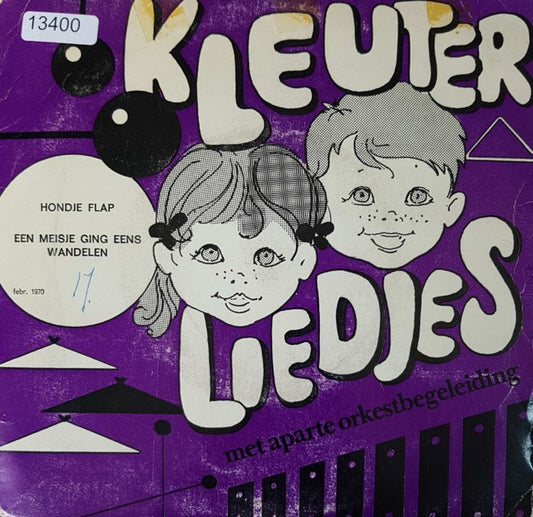 13400
KLEUTER
HONDJE FLAP
EEN MEISJE GING EENS
WANDELEN
febr. 1970
17.
LIEDJES
met aparte orkestbegeleiding